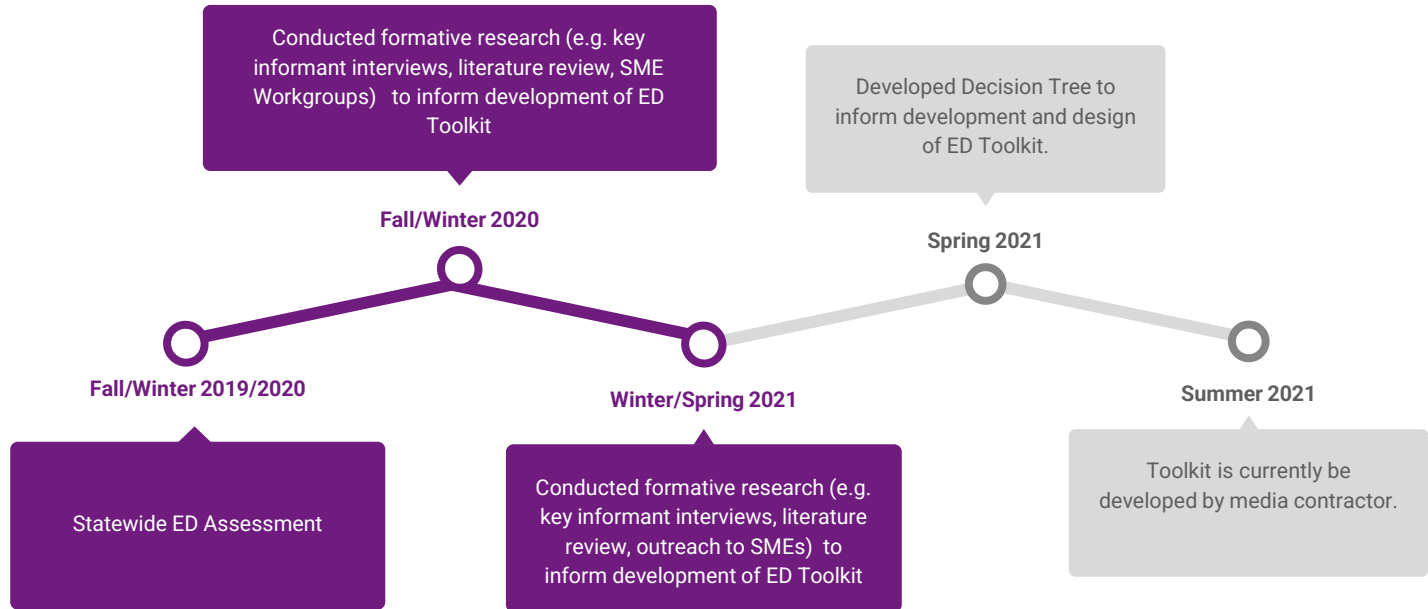 Conducted formative research (e.g. key
informant interviews, literature review, SME
Workgroups) to inform development of ED
Toolkit
Fall/Winter 2020
Developed Decision Tree to
inform development and design
of ED Toolkit.
Spring 2021
Fall/Winter 2019/2020
Statewide ED Assessment
Winter/Spring 2021
Conducted formative research (e.g.
key informant interviews, literature
review, outreach to SMEs) to
inform development of ED Toolkit
Summer 2021
Toolkit is currently be
developed by media contractor.